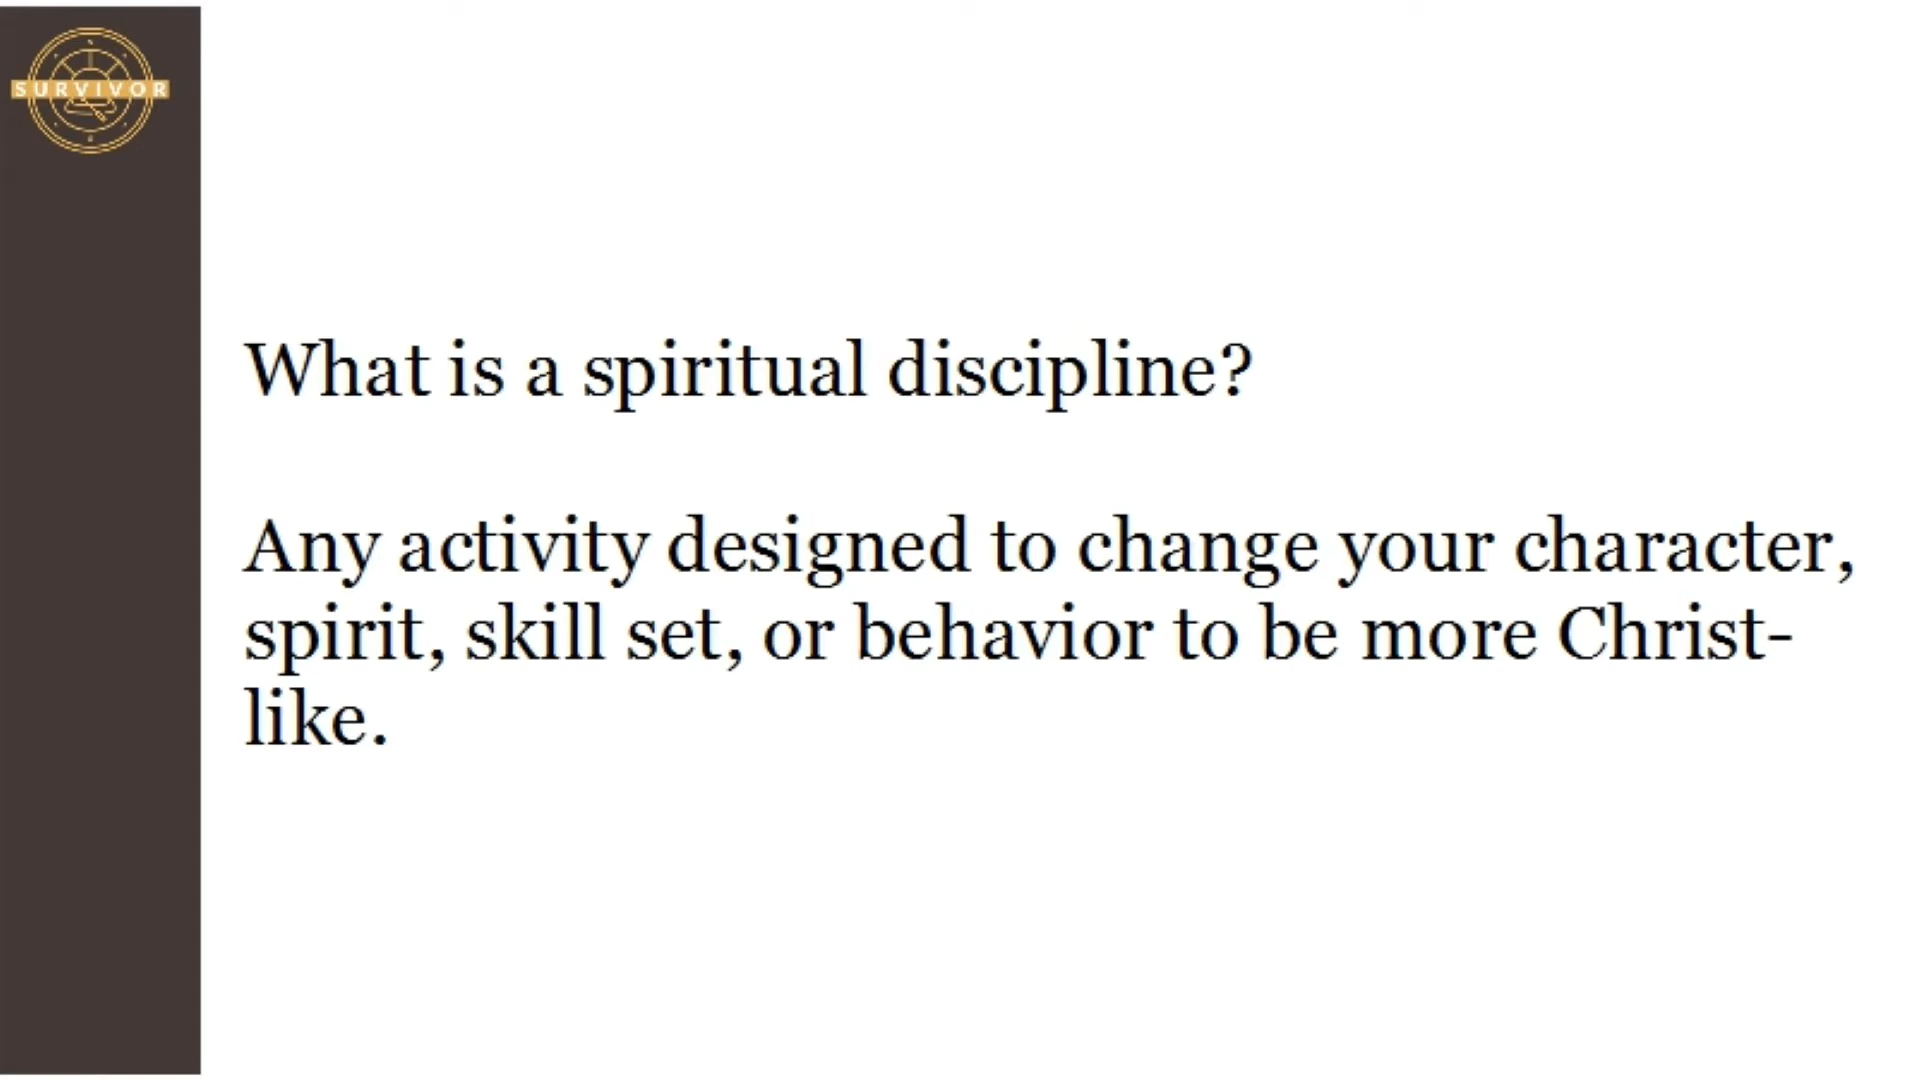 SURVIVOR
What is a spiritual discipline?
Any activity designed to change your character,
spirit, skill set, or behavior to be more Christ-
like.